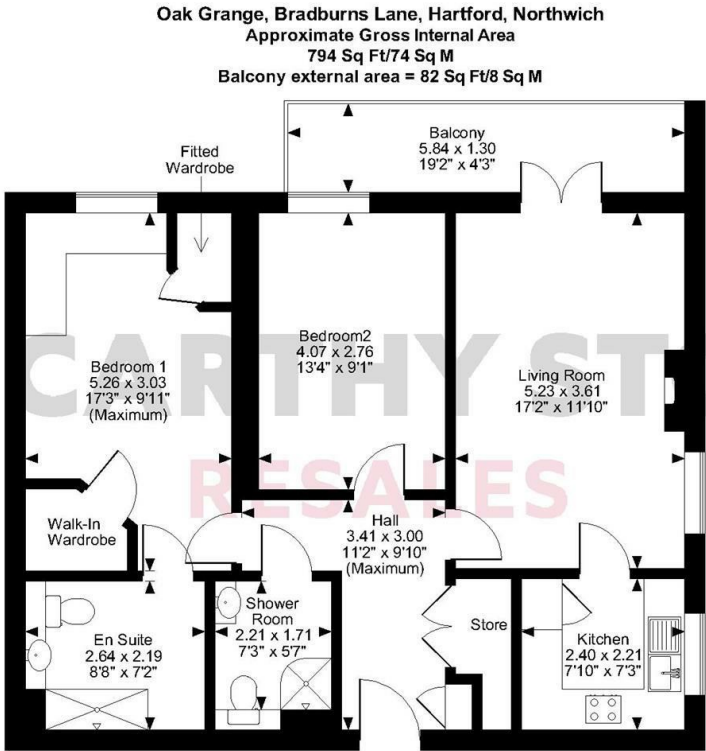 Oak Grange, Bradburns Lane, Hartford, Northwich
Approximate Gross Internal Area
794 Sq Ft/74 Sq M
Balcony external area = 82 Sq Ft/8 Sq M
Balcony
5.84 x 1.30
19'2" x 4'3"
Fitted
Wardrobe
Bedroom 1
5.26 x 3.03
17'3" x 9'11"
(Maximum)
Bedroom2
4.07 x 2.76
13'4" x 9'1"
Living Room
5.23 x 3.61
17'2" x 11'10"
CARTHY ST
RESALES
Walk-In
Wardrobe
Hall
3.41 x 3.00
11'2" x 9'10"
(Maximum)
En Suite
2.64 x 2.19
8'8" x 7'2"
Shower
Room
2.21 x 1.71
7'3" x 5'7"
Store
Kitchen
2.40 x 2.21
7'10" x 7'3"